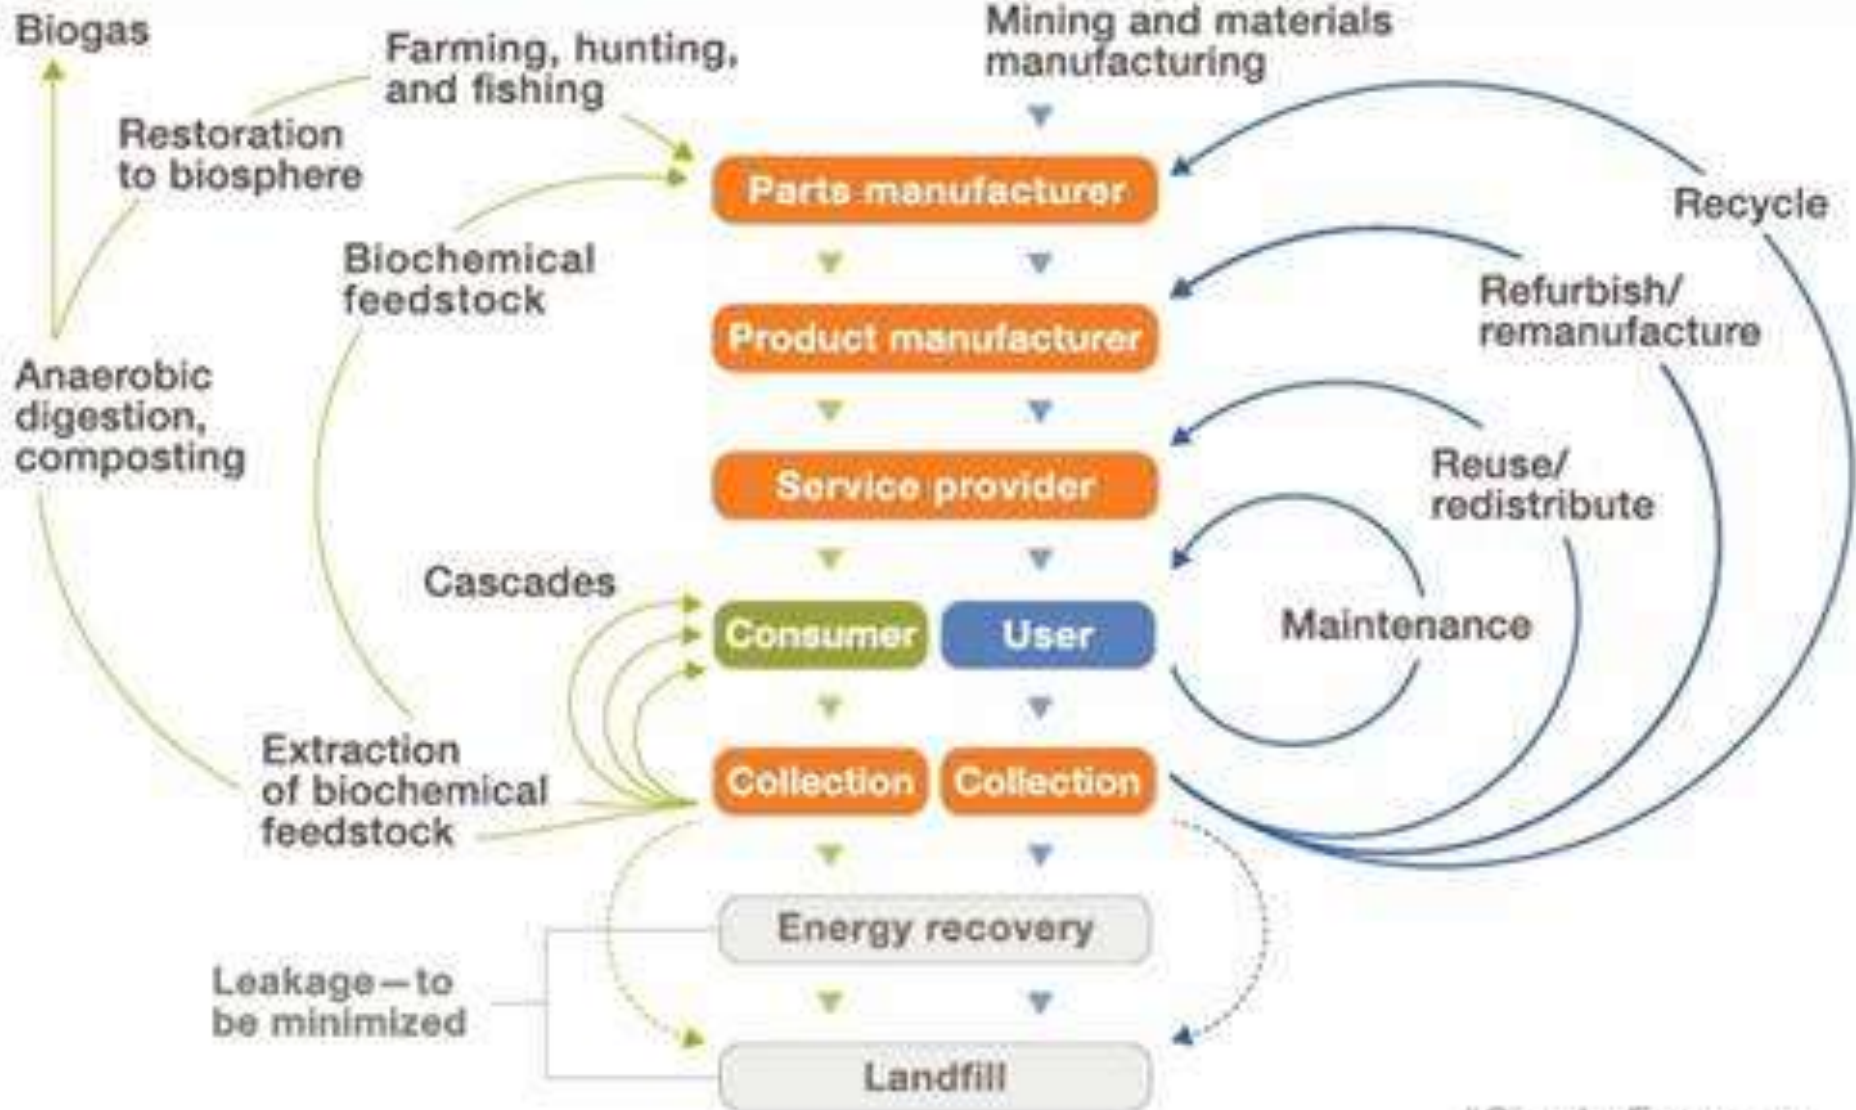 Biogas
Farming, hunting,
and fishing
Mining and materials
manufacturing
Restoration
to biosphere
Parts manufacturer
Recycle
Biochemical
feedstock
Refurbish/
remanufacture
Product manufacturer
Anaerobic
digestion,
composting
Reuse/
redistribute
Service provider
Cascades
Consumer
User
Maintenance
Extraction
of biochemical
feedstock
Collection
Collection
Energy recovery
Leakage—to
be minimized
Landfill